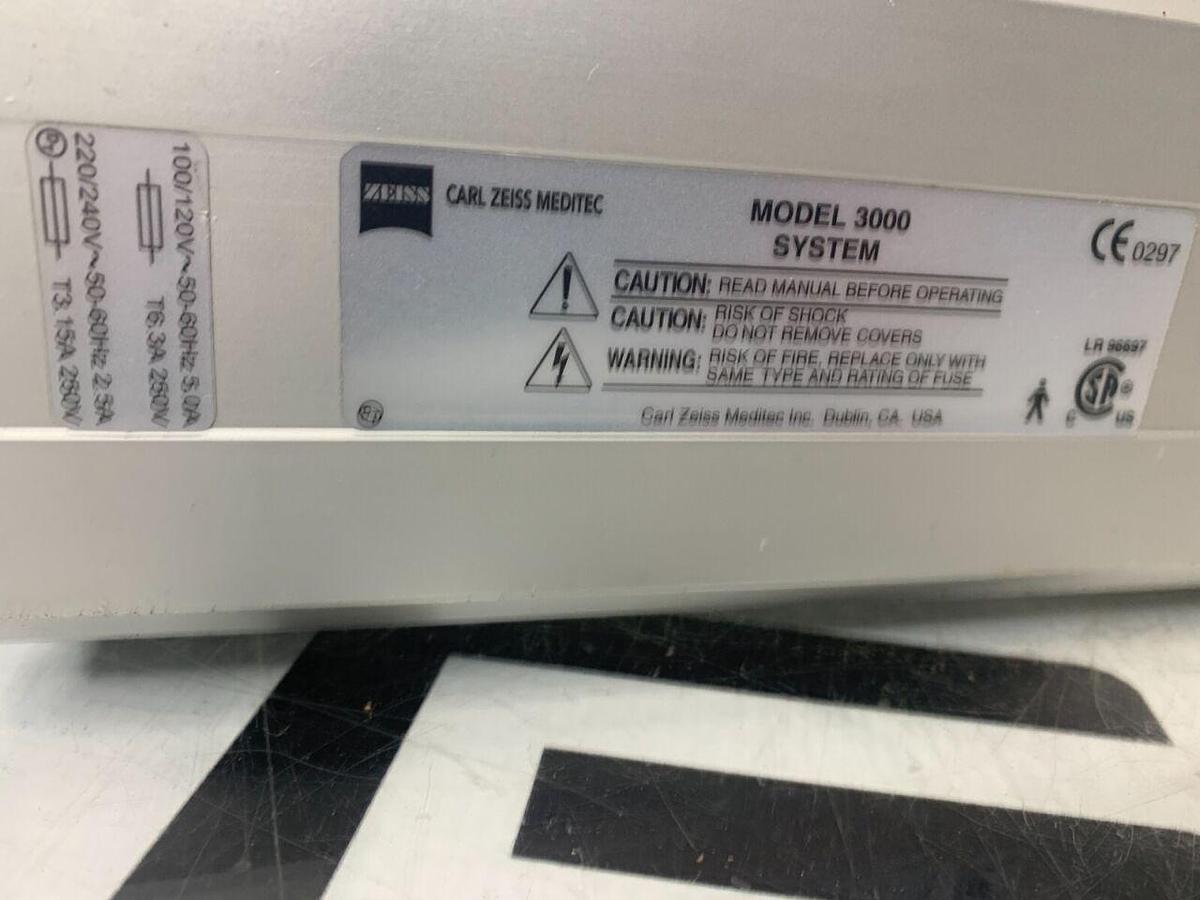 100/120V~50-60Hz 5.0A
T6.3A 250V
220/240V~50-60Hz 2.5A
T3.15A 250V
ZEISS
CARL ZEISS MEDITEC
MODEL 3000
SYSTEM
CE 0297
CAUTION: READ MANUAL BEFORE OPERATING
CAUTION: RISK OF SHOCK
DO NOT REMOVE COVERS
WARNING: RISK OF FIRE, REPLACE ONLY WITH
SAME TYPE AND RATING OF FUSE
Carl Zeiss Meditec Inc. Dublin, CA. USA
LR 96697
SA ®
C US